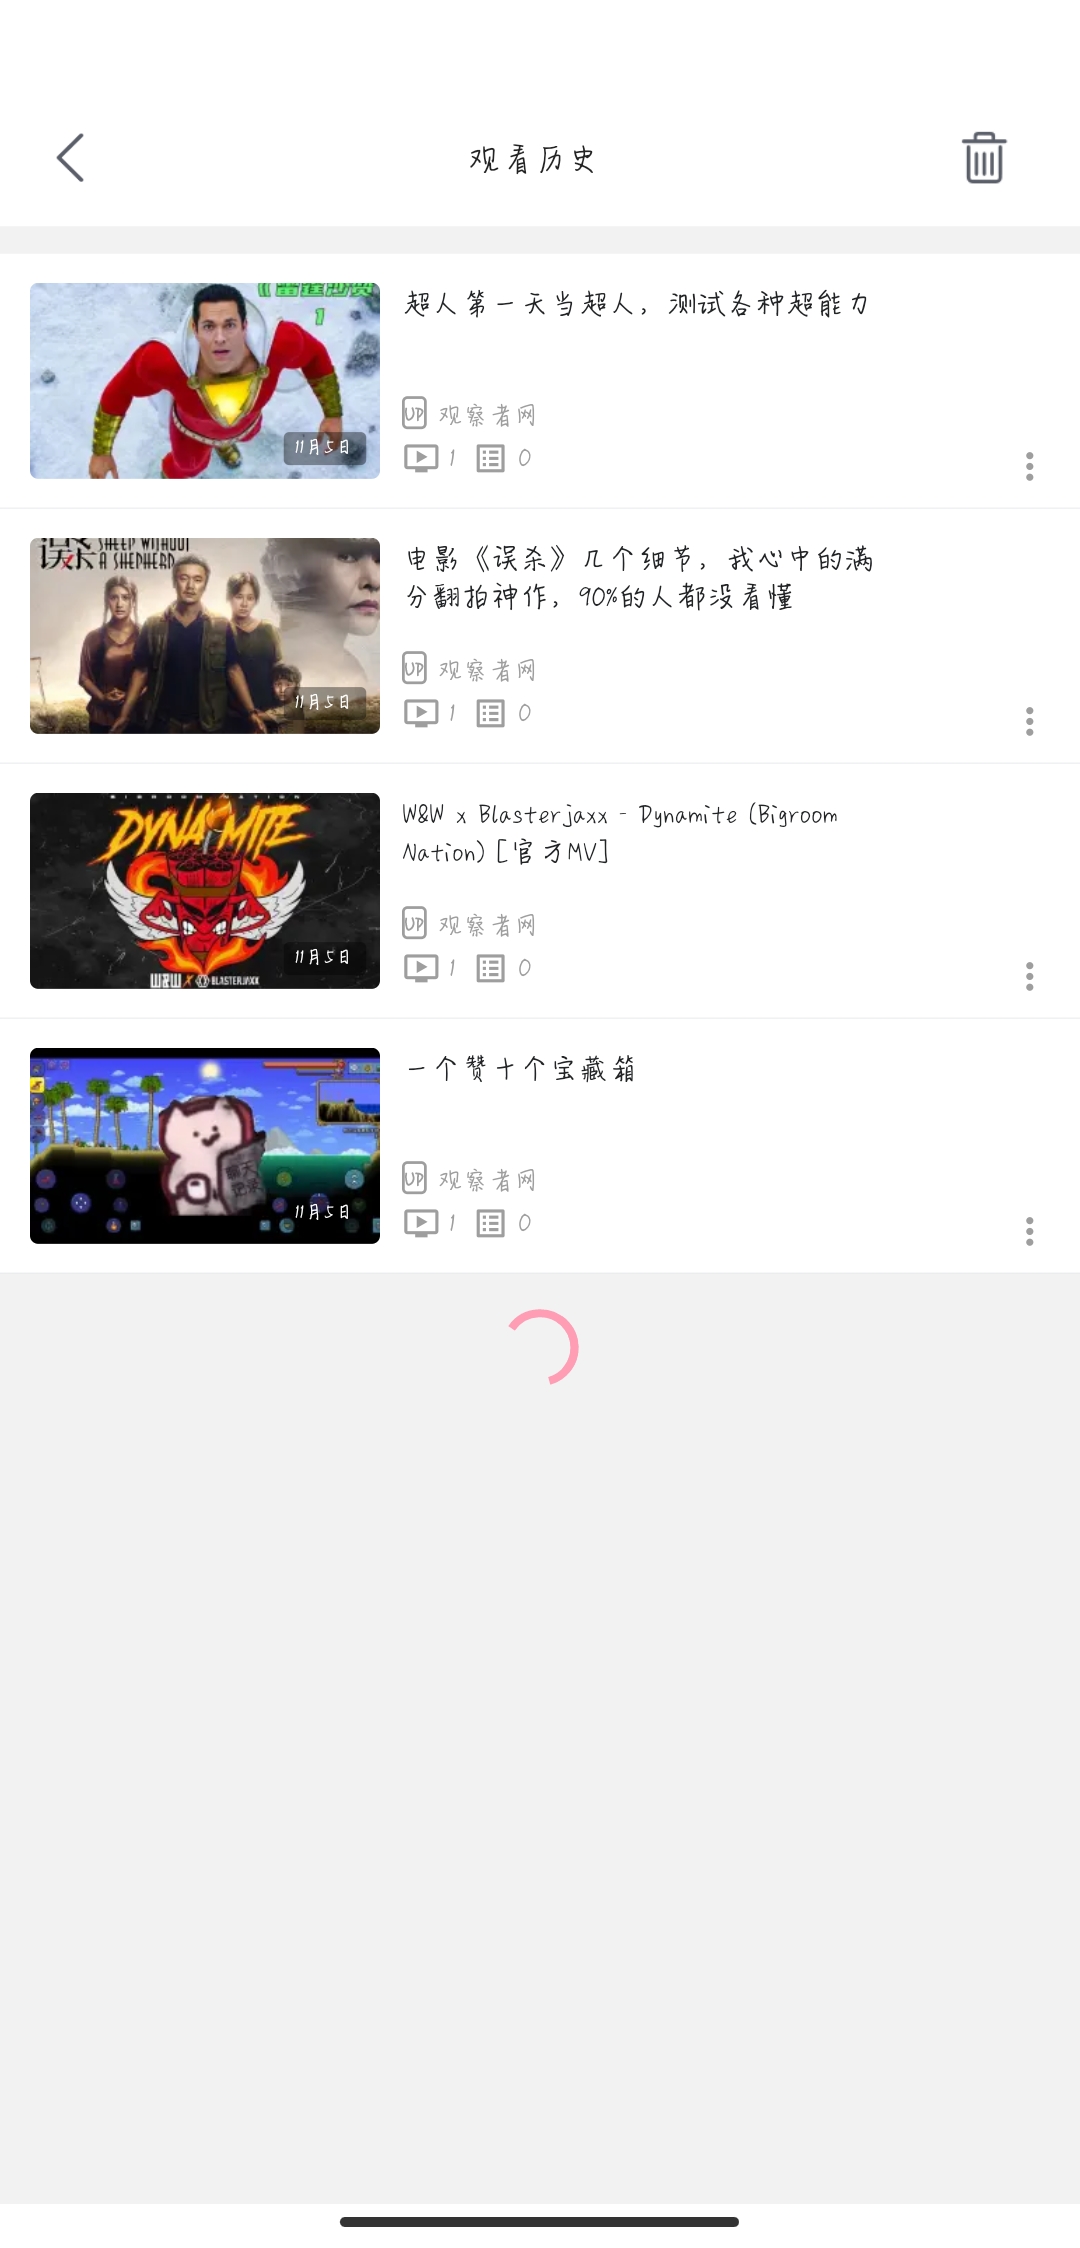 观看历史
《雷霆沙赞
1
11月5日
超人第一天当超人，测试各种超能力
UP 观察者网
1 0
误杀 SHEEP WITHOUT
A SHEPHERD
11月5日
电影《误杀》几个细节，我心中的满
分翻拍神作，90%的人都没看懂
UP 观察者网
1 0
BIGROOM NATION
DYNAMITE
11月5日
W&W X BLASTERJAXX
W&W x Blasterjaxx - Dynamite (Bigroom
Nation) [官方MV]
UP 观察者网
1 0
聊天
记录
11月5日
一个赞十个宝藏箱
UP 观察者网
1 0